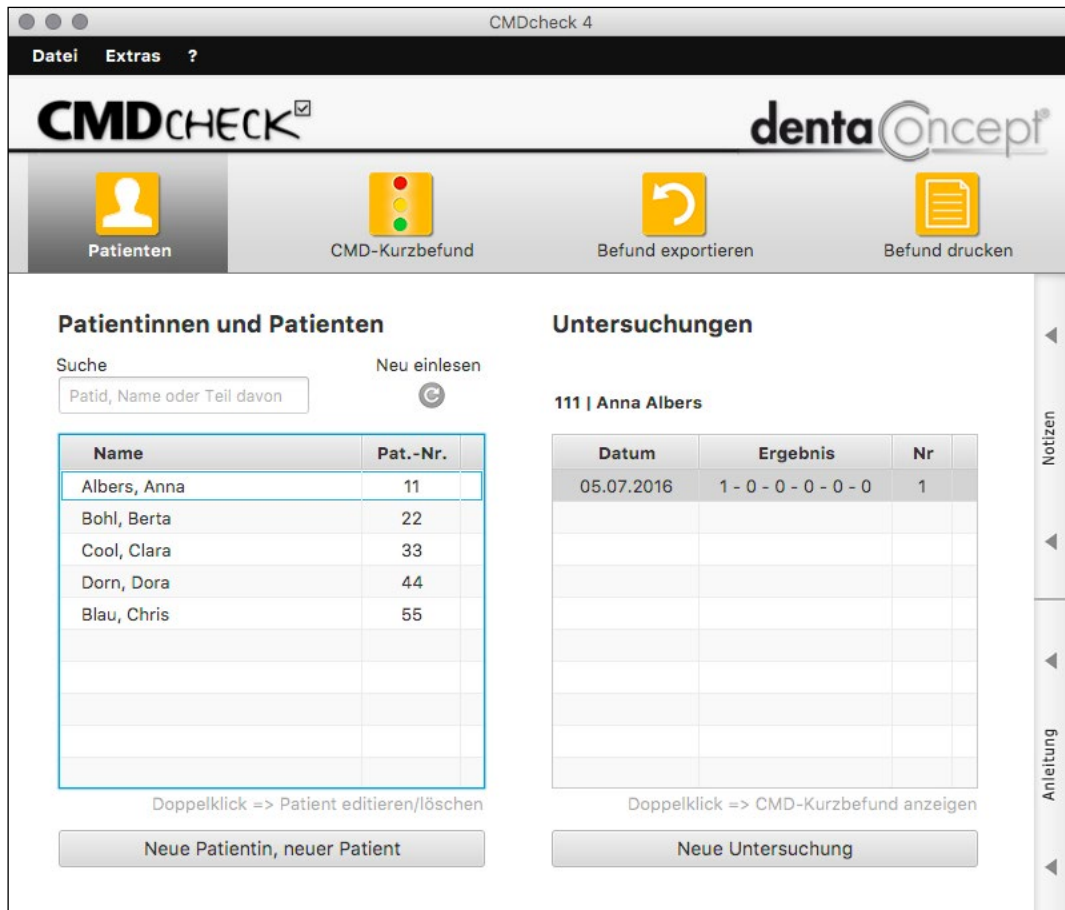 CMDcheck 4
Datei Extras ?
CMDCHECK
dentaConcept®
Patienten CMD-Kurzbefund Befund exportieren Befund drucken
Patientinnen und Patienten
Suche Neu einlesen
Patid, Name oder Teil davon
Name Pat.-Nr.
Albers, Anna 11
Bohl, Berta 22
Cool, Clara 33
Dorn, Dora 44
Blau, Chris 55
Doppelklick => Patient editieren/löschen
Neue Patientin, neuer Patient
Untersuchungen
111 | Anna Albers
Datum Ergebnis Nr
05.07.2016 1 - 0 - 0 - 0 - 0 - 0 1
Doppelklick => CMD-Kurzbefund anzeigen
Neue Untersuchung
Notizen
Anleitung